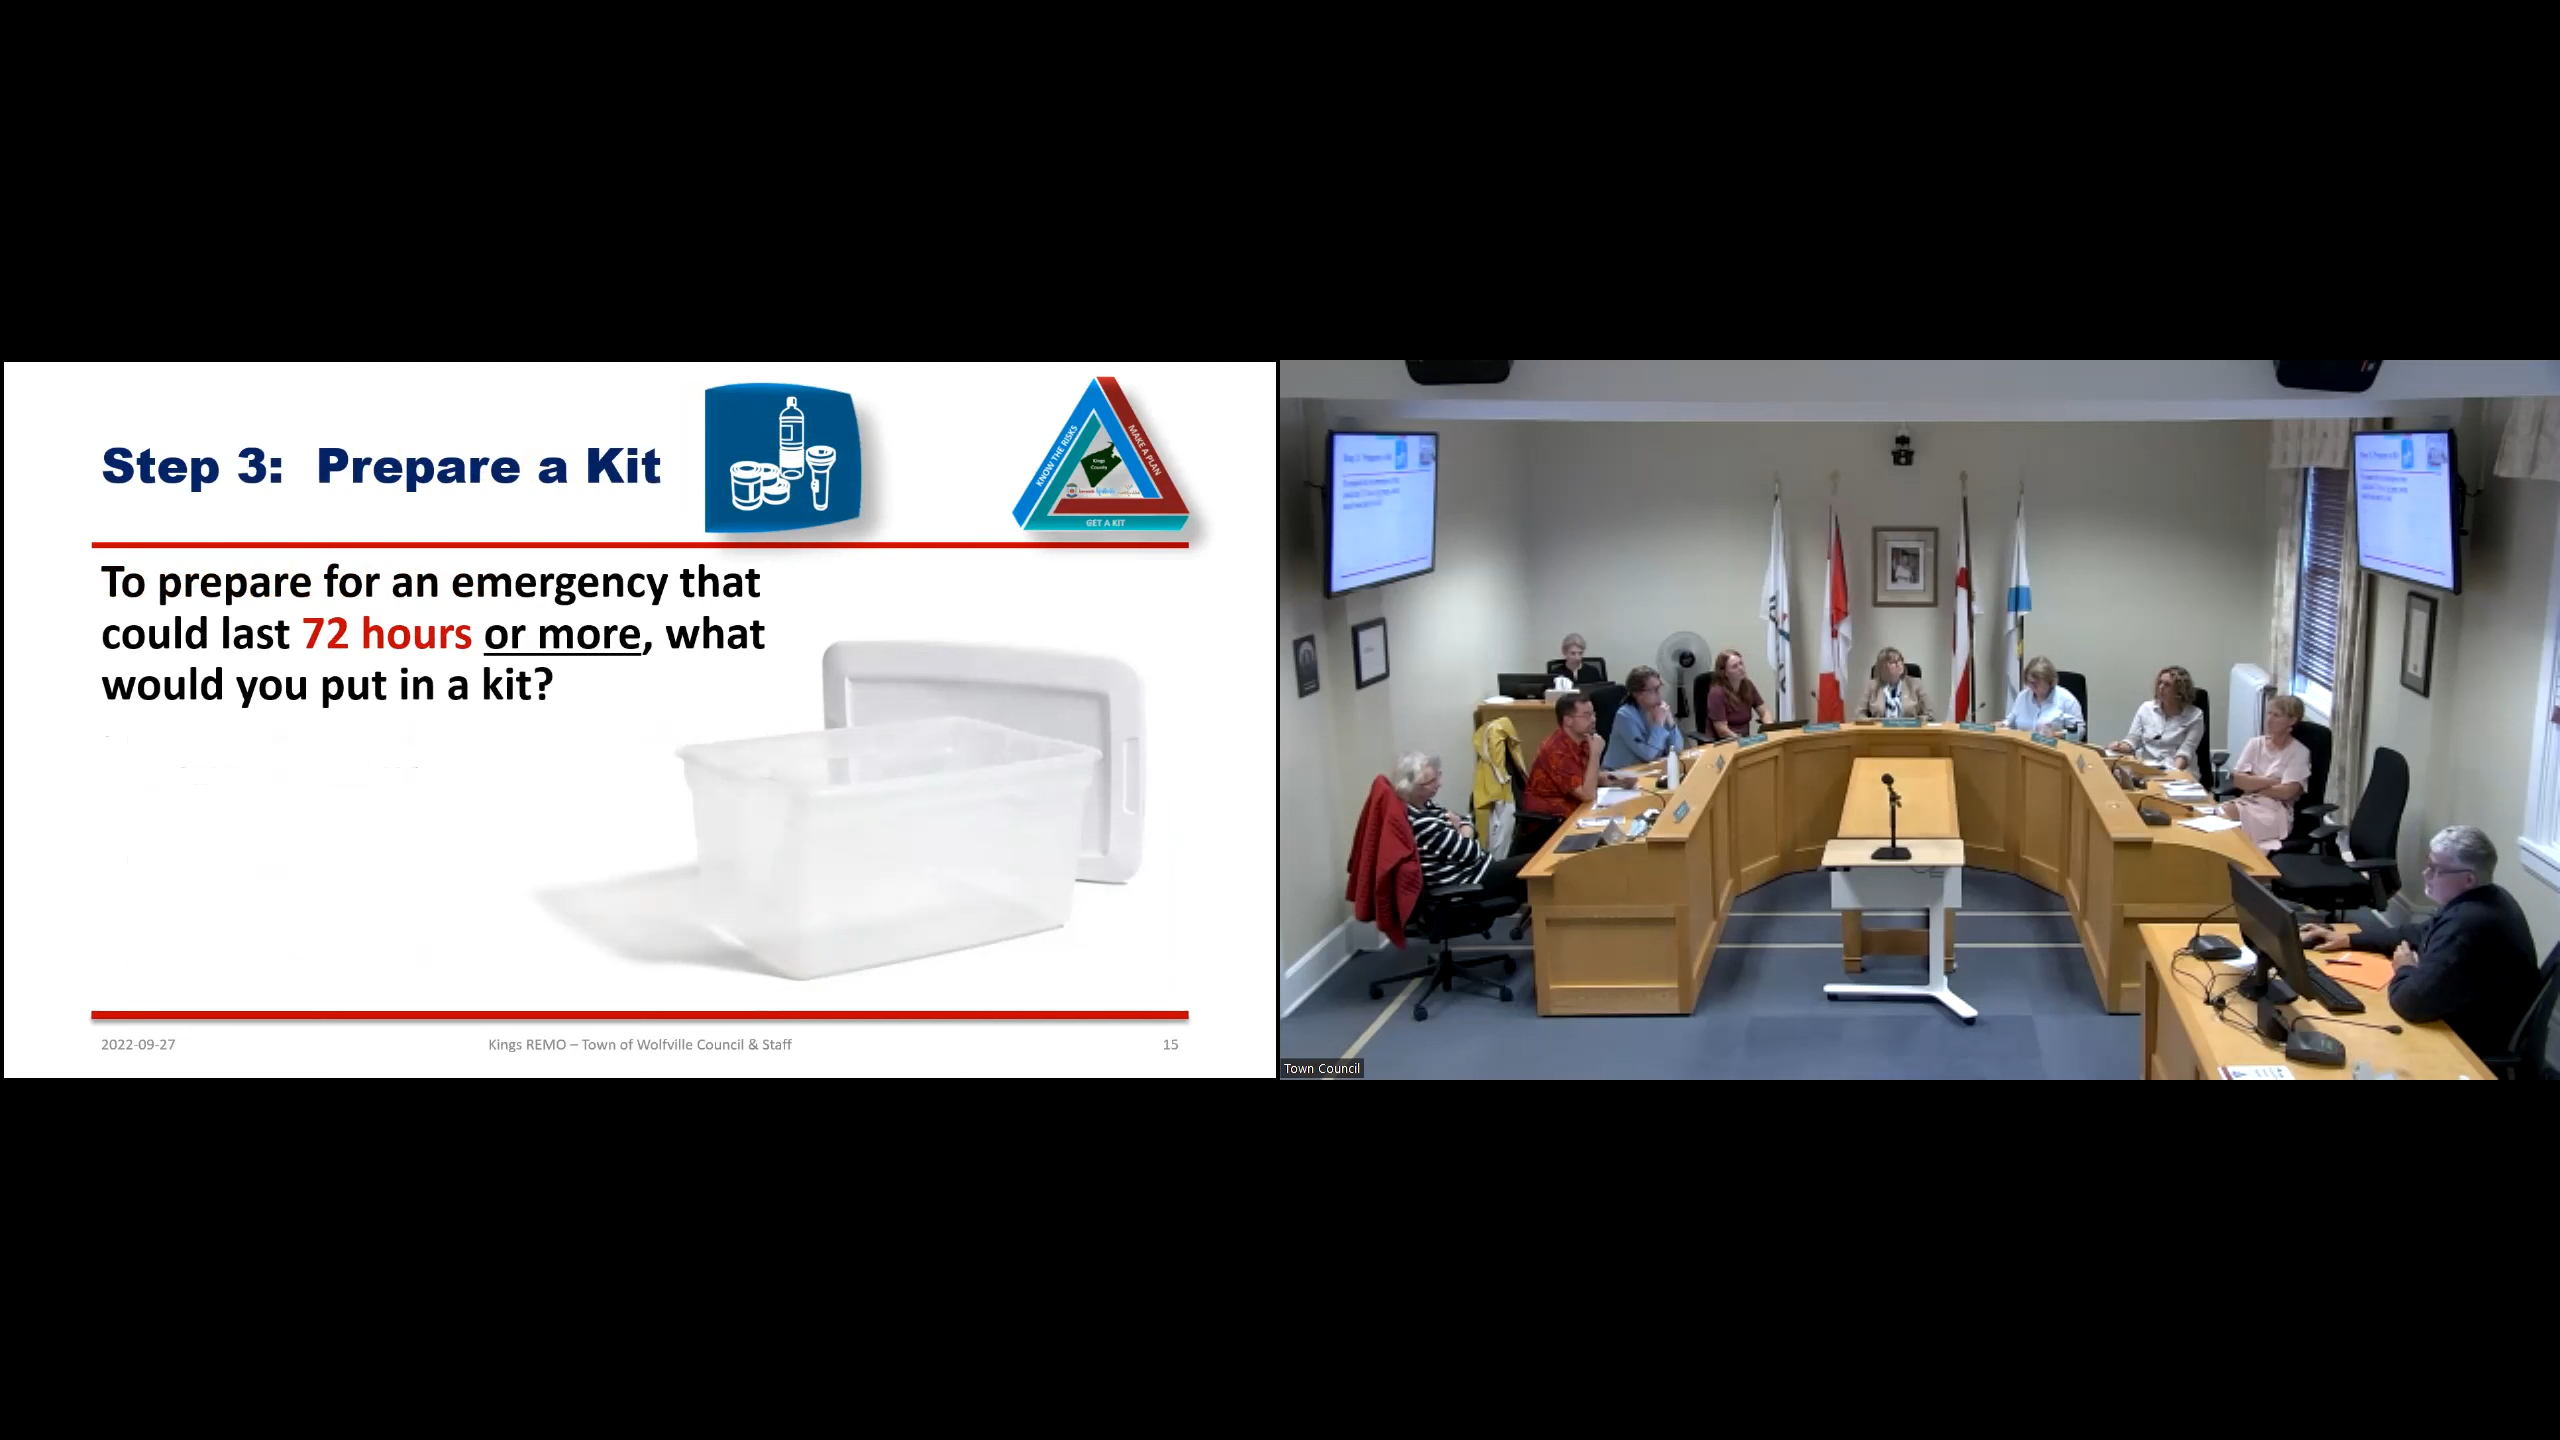 Step 3: Prepare a Kit
KNOW THE RISKS
MAKE A PLAN
Kings
County
GET A KIT
To prepare for an emergency that
could last 72 hours or more, what
would you put in a kit?
2022-09-27
Kings REMO – Town of Wolfville Council & Staff
15
Town Council